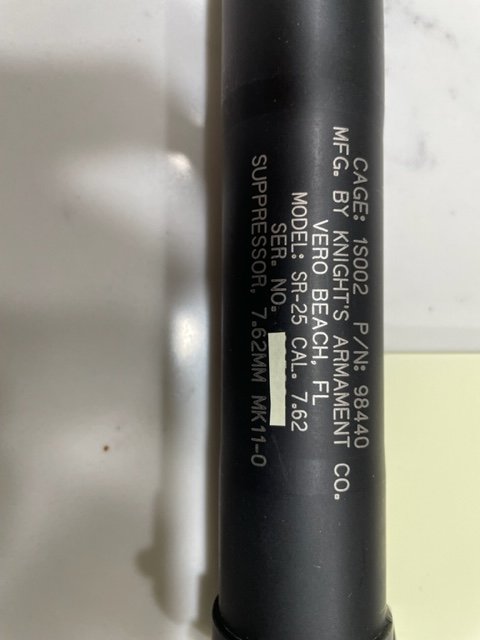 CAGE: 1S002 P/N: 98440
MFG. BY KNIGHT'S ARMAMENT CO.
VERO BEACH, FL
MODEL: SR-25 CAL. 7.62
SER. NO.
SUPPRESSOR, 7.62MM MK11-0